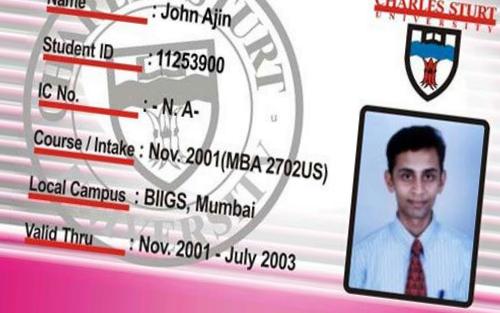 Name : John Ajin
Student ID : 11253900
IC No. : - N. A-
Course / Intake : Nov. 2001(MBA 2702US)
Local Campus : BIIGS, Mumbai
Valid Thru : Nov. 2001 - July 2003
CHARLES STURT
UNIVERSITY
CHARLES STURT
UNIVERSITY